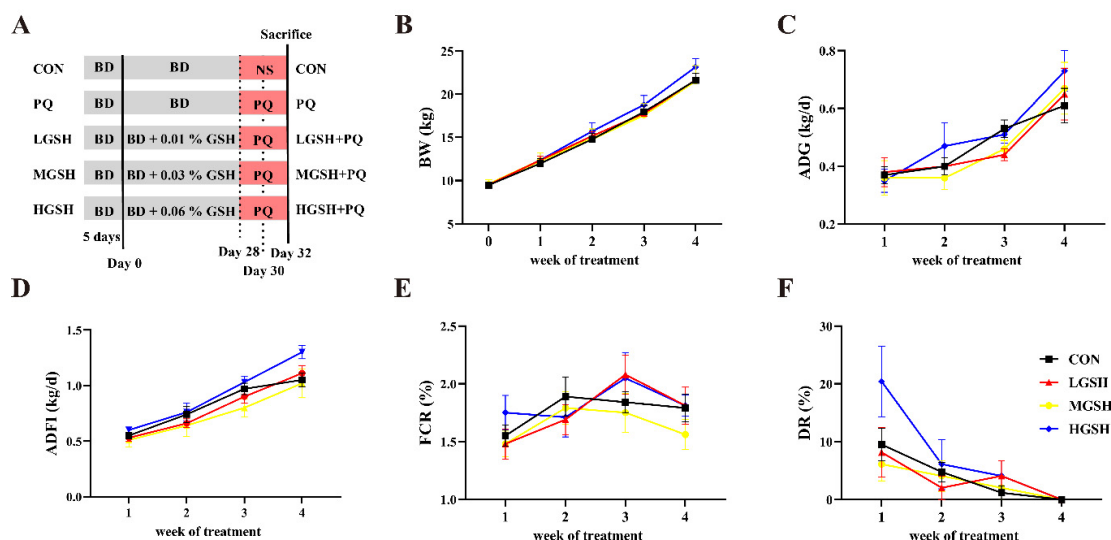 A
Sacrifice
CON BD BD NS CON
PQ BD BD PQ PQ
LGSH BD BD + 0.01 % GSH PQ LGSH+PQ
MGSH BD BD + 0.03 % GSH PQ MGSH+PQ
HGSH BD BD + 0.06 % GSH PQ HGSH+PQ
5 days
Day 0
Day 28
Day 30
Day 32
B
BW (kg)
25
20
15
10
5
0 1 2 3 4
week of treatment
C
ADG (kg/d)
0.8
0.6
0.4
0.2
1 2 3 4
week of treatment
D
ADFI (kg/d)
1.5
1.0
0.5
0.0
1 2 3 4
week of treatment
E
FCR (%)
2.5
2.0
1.5
1.0
1 2 3 4
week of treatment
F
DR (%)
30
20
10
0
1 2 3 4
week of treatment
CON
LGSH
MGSH
HGSH